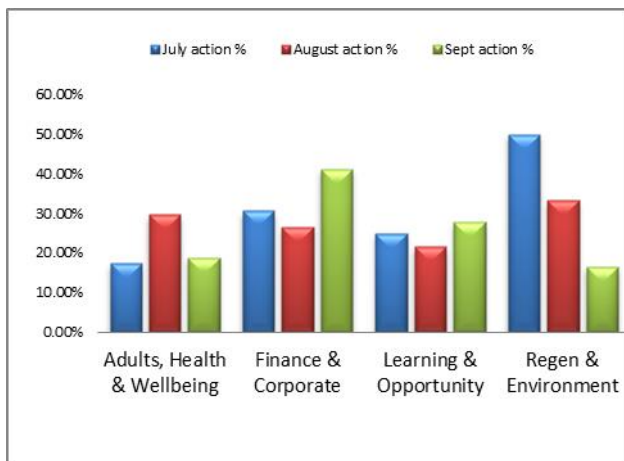 July action % August action % Sept action %
60.00%
50.00%
40.00%
30.00%
20.00%
10.00%
0.00%
Adults, Health & Wellbeing
Finance & Corporate
Learning & Opportunity
Regen & Environment